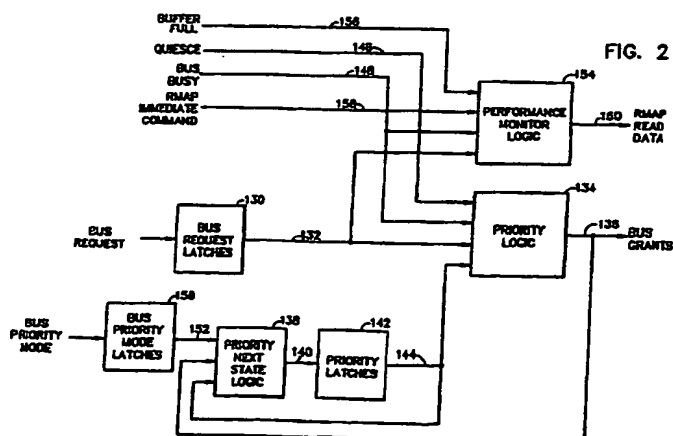 BUFFER FULL
156
QUIESCE
148
FIG. 2
BUS BUSY
146
154
RMAP IMMEDIATE COMMAND
158
PERFORMANCE MONITOR LOGIC
160
RMAP READ DATA
130
134
BUS REQUEST
BUS REQUEST LATCHES
132
PRIORITY LOGIC
136
BUS GRANTS
150
BUS PRIORITY MODE
BUS PRIORITY MODE LATCHES
152
138
PRIORITY NEXT STATE LOGIC
140
142
PRIORITY LATCHES
144